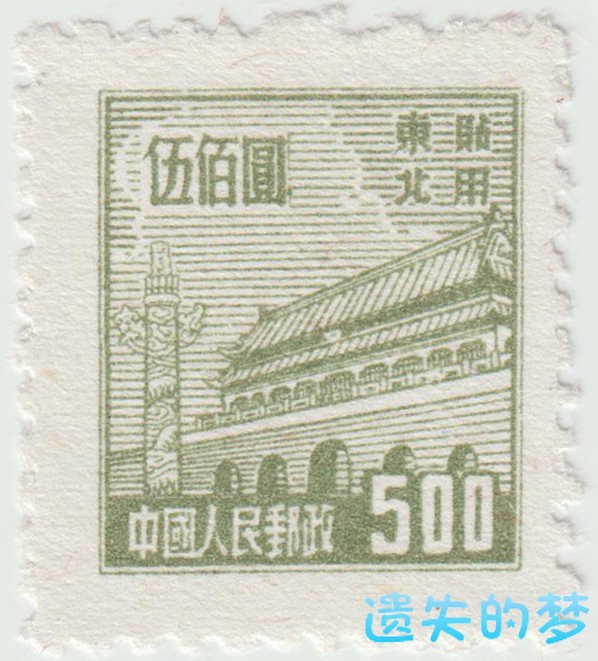 伍佰圓
東北 貼用
中國人民郵政 500
遗失的梦